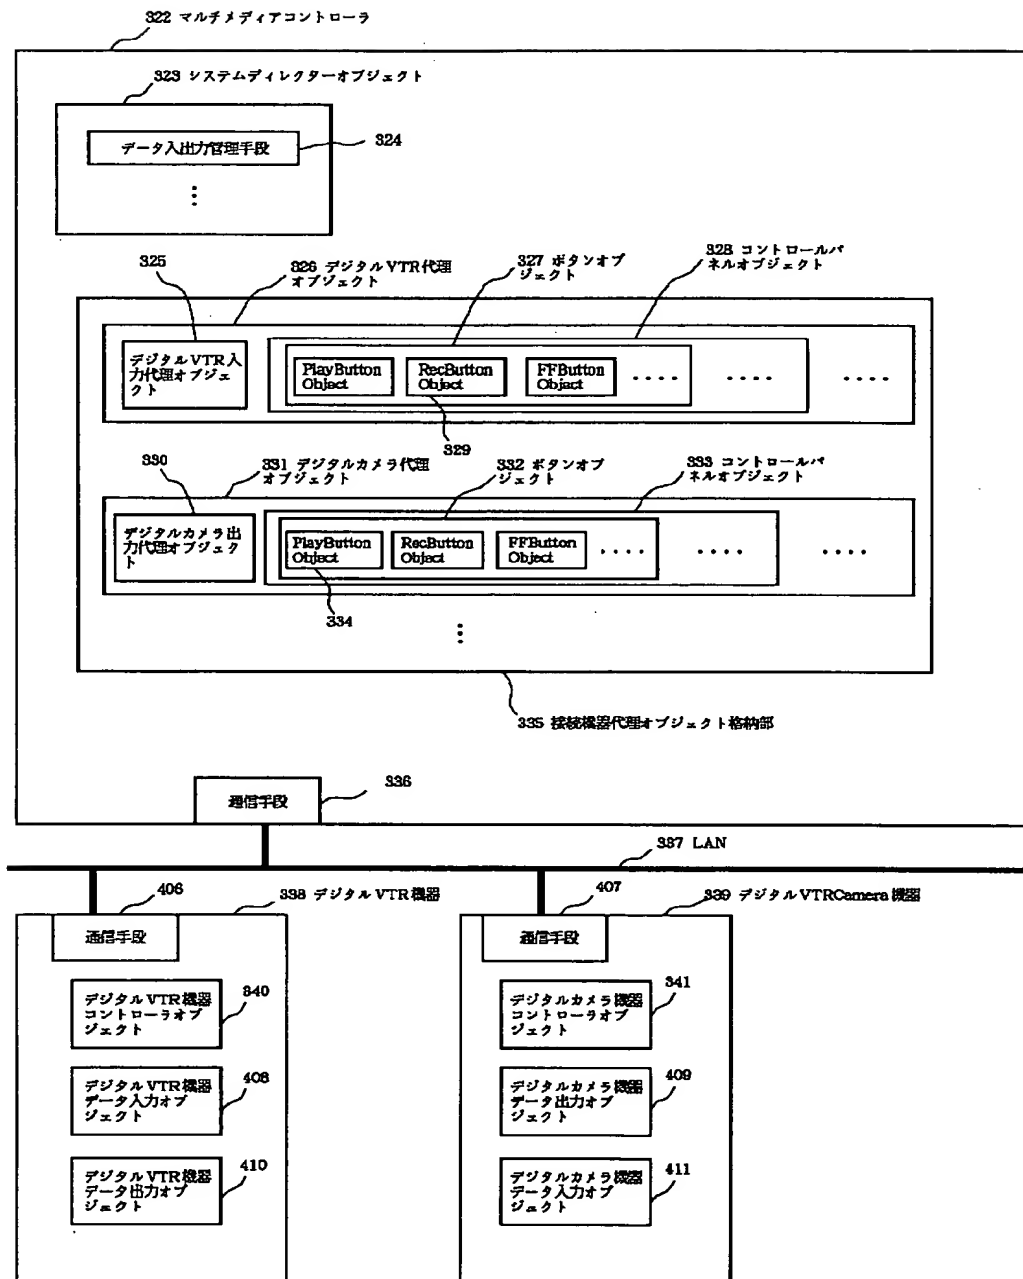 322 マルチメディアコントローラ
323 システムディレクターオブジェクト
データ入出力管理手段
324
325
326 デジタルVTR代理
オブジェクト
327 ボタンオブ
ジェクト
328 コントロールパ
ネルオブジェクト
デジタルVTR入
力代理オブジェ
クト
PlayButton
Object
RecButton
Object
FFButton
Object
....
....
....
329
330
331 デジタルカメラ代理
オブジェクト
332 ボタンオブ
ジェクト
333 コントロールパ
ネルオブジェクト
デジタルカメラ出
力代理オブジェク
ト
PlayButton
Object
RecButton
Object
FFButton
Object
....
....
....
334
335 接続機器代理オブジェクト格納部
通信手段
336
337 LAN
406
338 デジタルVTR機器
407
339 デジタルVTRCamera機器
通信手段
通信手段
デジタルVTR機器
コントローラオブ
ジェクト
340
デジタルカメラ機器
コントローラオブ
ジェクト
341
デジタルVTR機器
データ入力オブ
ジェクト
408
デジタルカメラ機器
データ出力オブ
ジェクト
409
デジタルVTR機器
データ出力オブ
ジェクト
410
デジタルカメラ機器
データ入力オブ
ジェクト
411